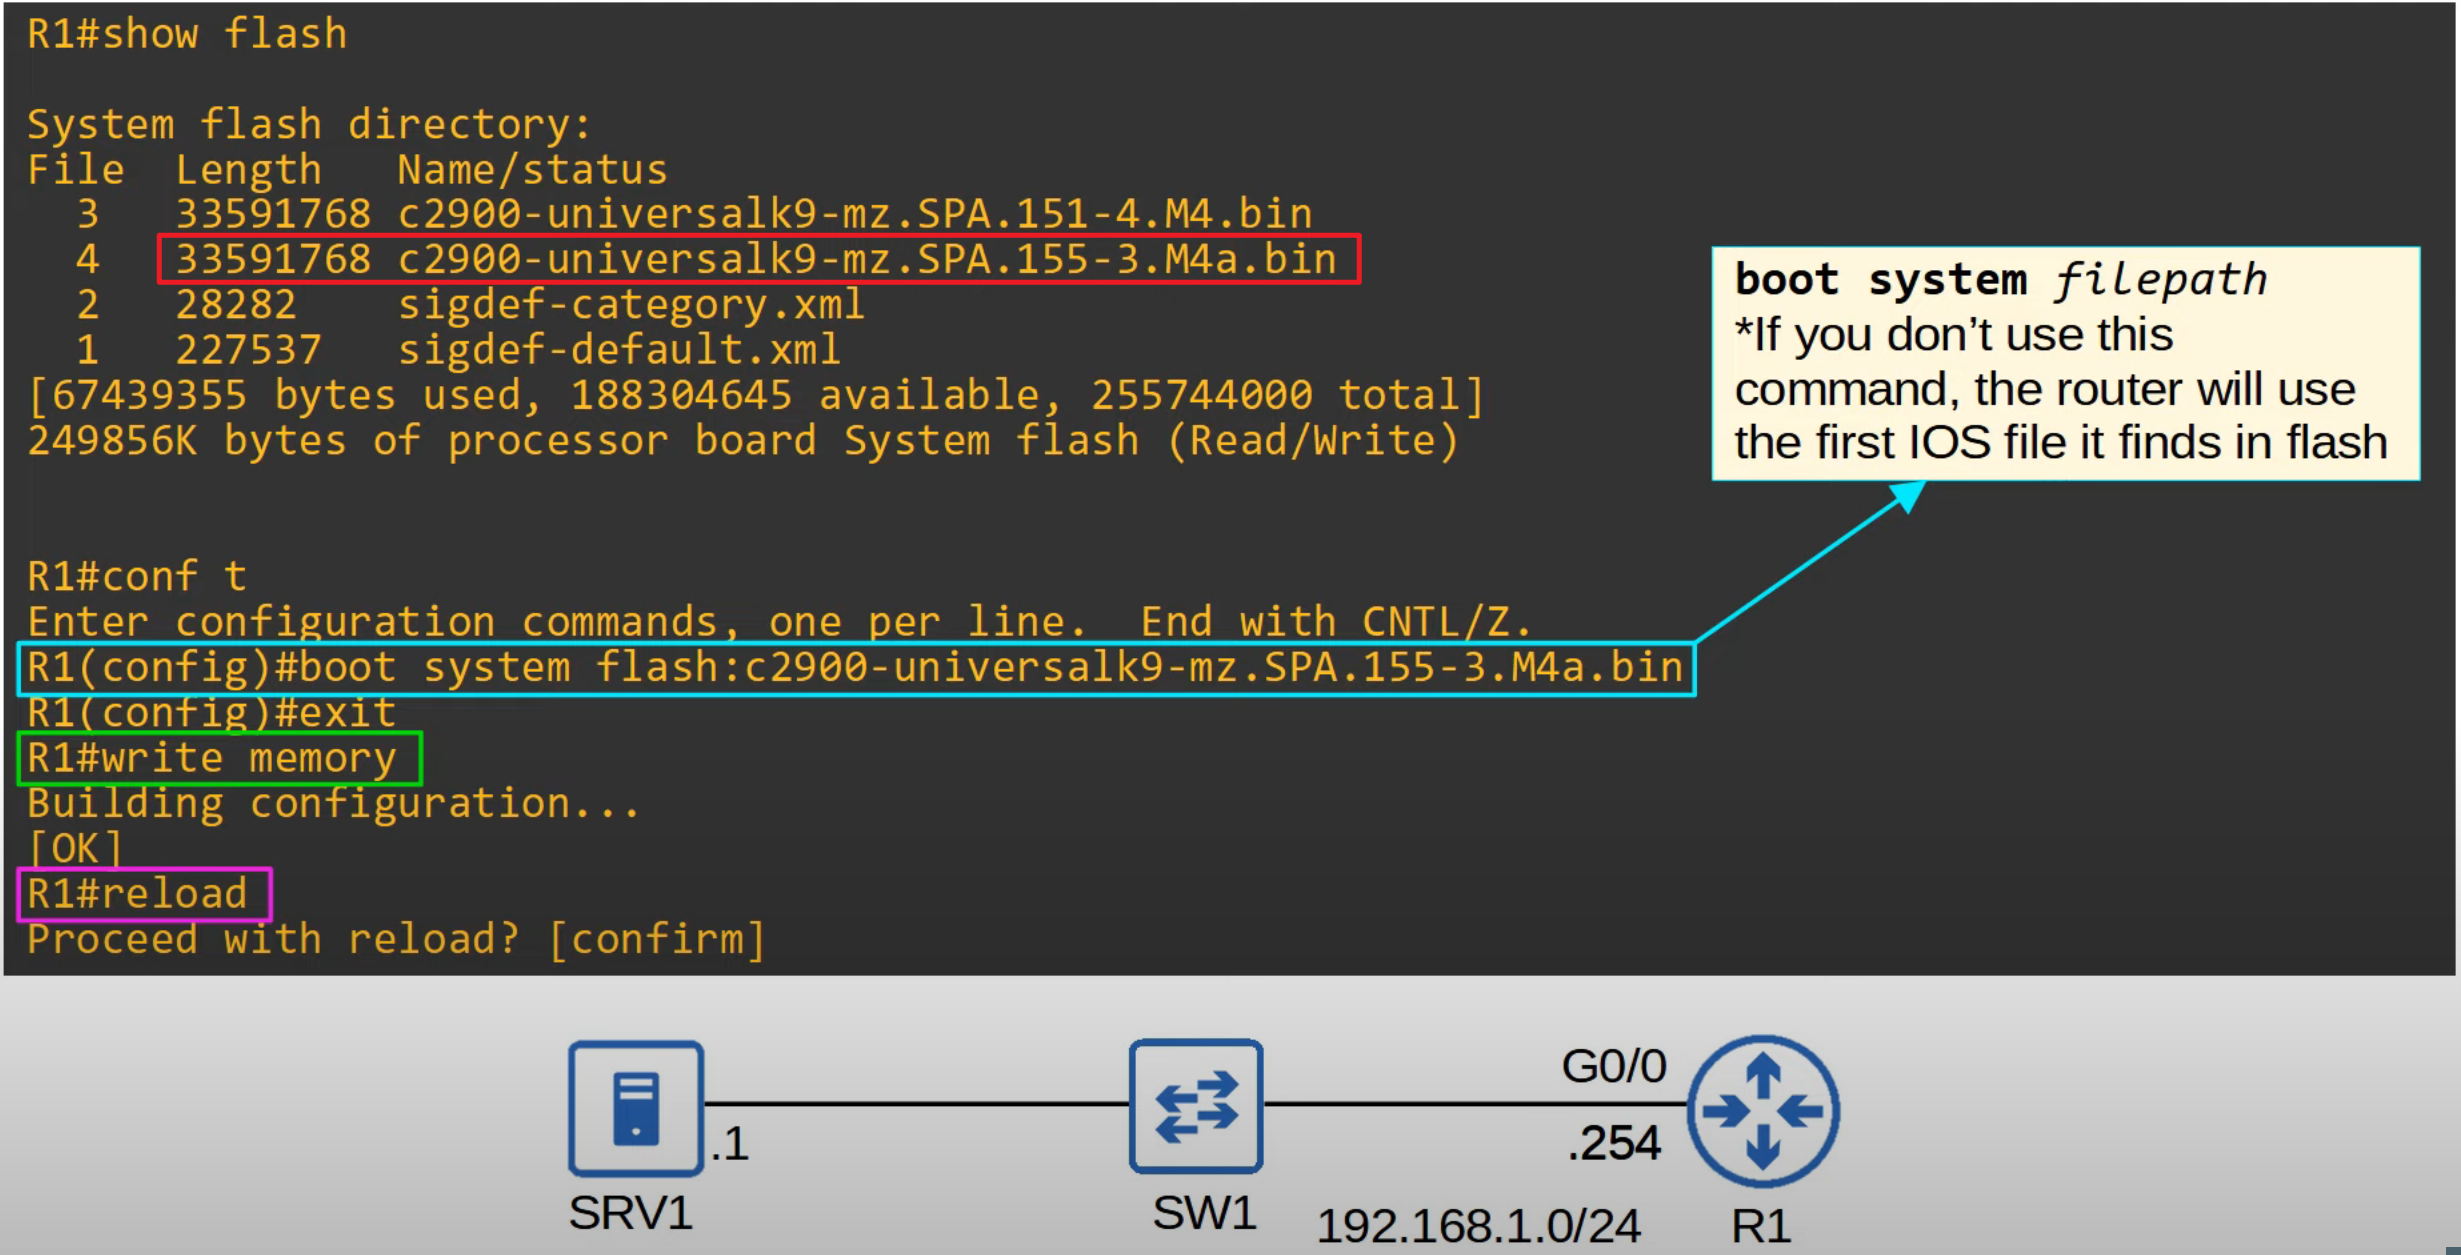 R1#show flash
System flash directory:
File  Length   Name/status
  3   33591768 c2900-universalk9-mz.SPA.151-4.M4.bin
  4   33591768 c2900-universalk9-mz.SPA.155-3.M4a.bin
  2   28282    sigdef-category.xml
  1   227537   sigdef-default.xml
[67439355 bytes used, 188304645 available, 255744000 total]
249856K bytes of processor board System flash (Read/Write)
boot system filepath
*If you don’t use this
command, the router will use
the first IOS file it finds in flash
R1#conf t
Enter configuration commands, one per line.  End with CNTL/Z.
R1(config)#boot system flash:c2900-universalk9-mz.SPA.155-3.M4a.bin
R1(config)#exit
R1#write memory
Building configuration...
[OK]
R1#reload
Proceed with reload? [confirm]
G0/0
.1
.254
SRV1
SW1
192.168.1.0/24
R1